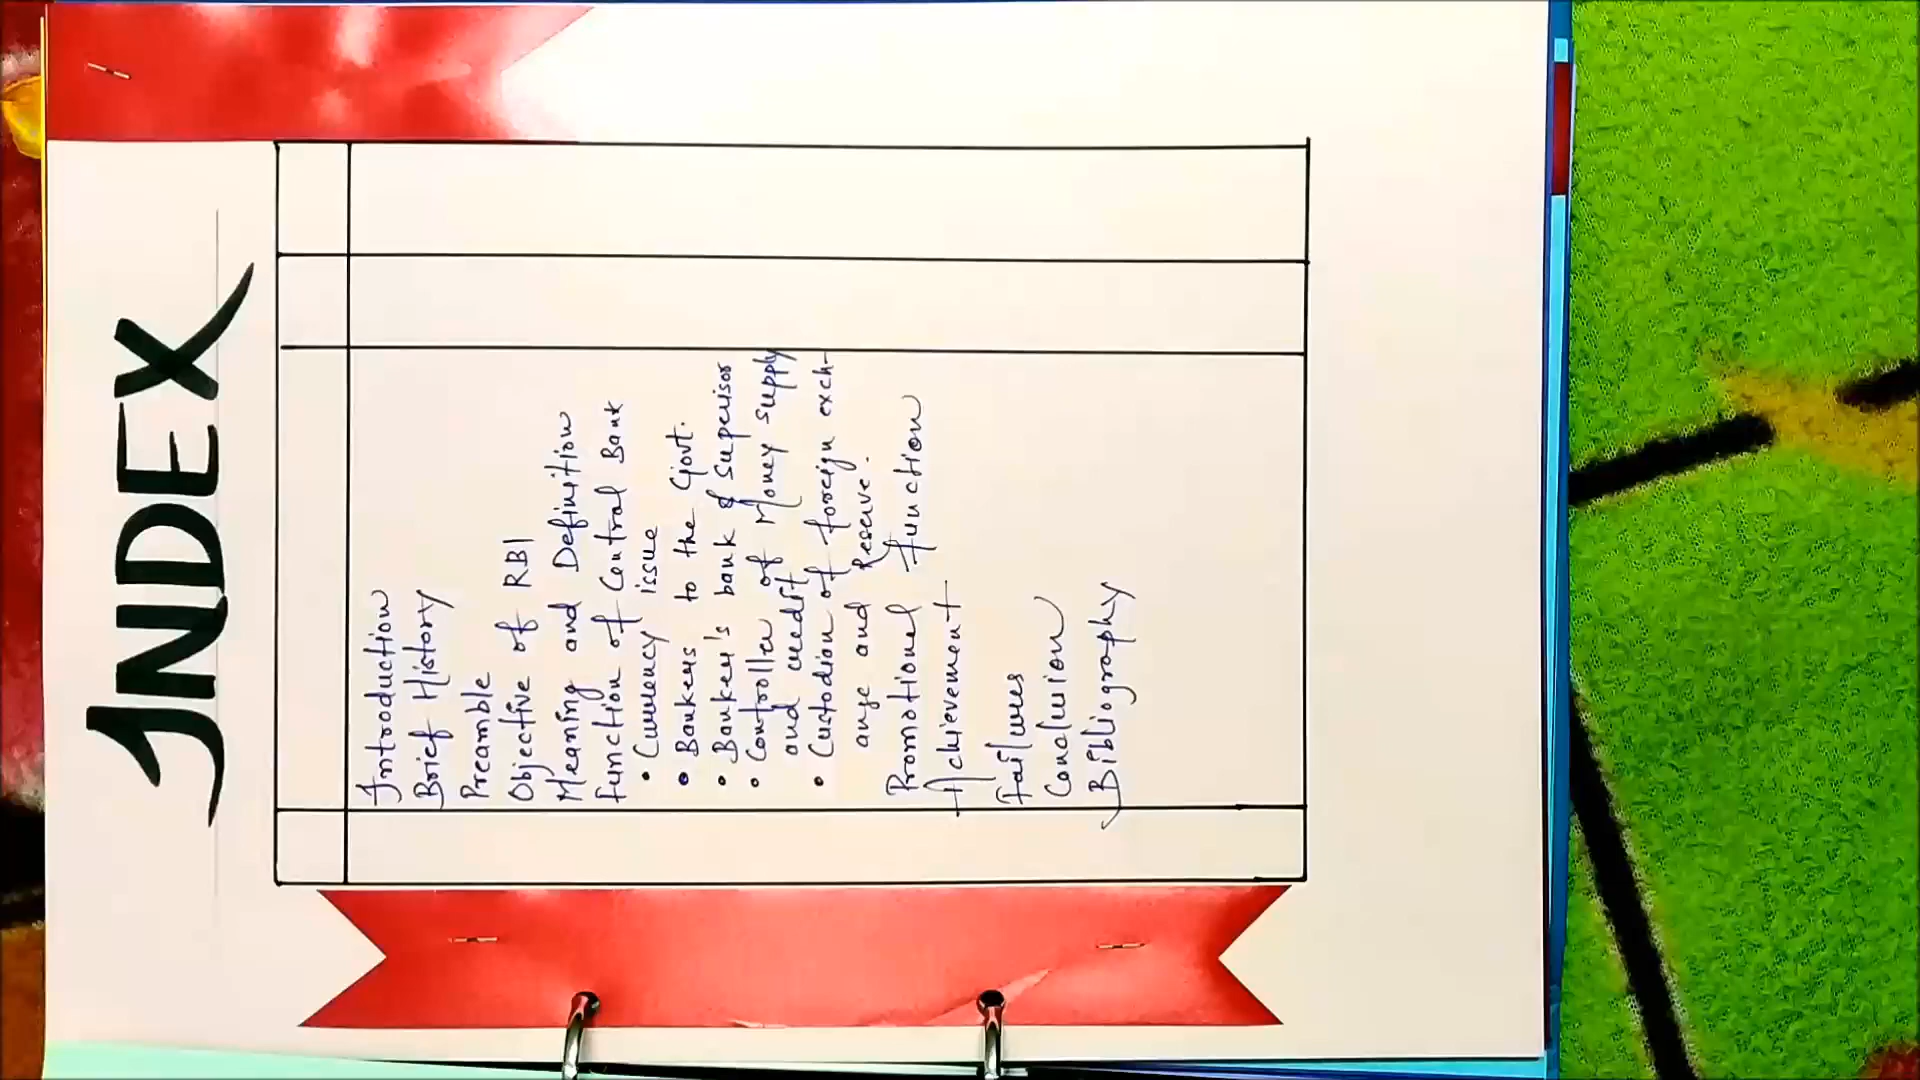 INDEX
Introduction
Brief History
Preamble
Objective of RBI
Meaning and Definition
function of Central Bank
• Currency issue
• Bankers to the Govt.
• Banker's bank & Supervisor
• Controller of Money supply
and credit
• Custodian of foreign exch-
ange and Reserve.
Promotional function
Achievement
Failures
Conclusion
Bibliography